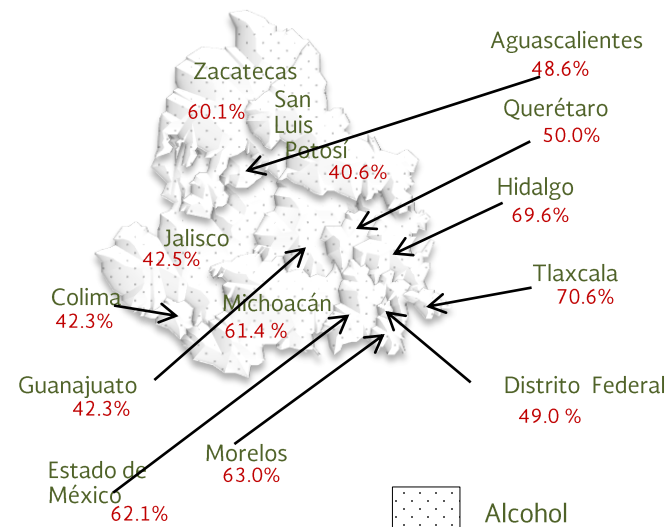 Aguascalientes
48.6%
Zacatecas
60.1%
San
Luis
Potosí
40.6%
Querétaro
50.0%
Hidalgo
69.6%
Jalisco
42.5%
Tlaxcala
70.6%
Colima
42.3%
Michoacán
61.4 %
Guanajuato
42.3%
Distrito Federal
49.0 %
Morelos
63.0%
Estado de
México
62.1%
Alcohol